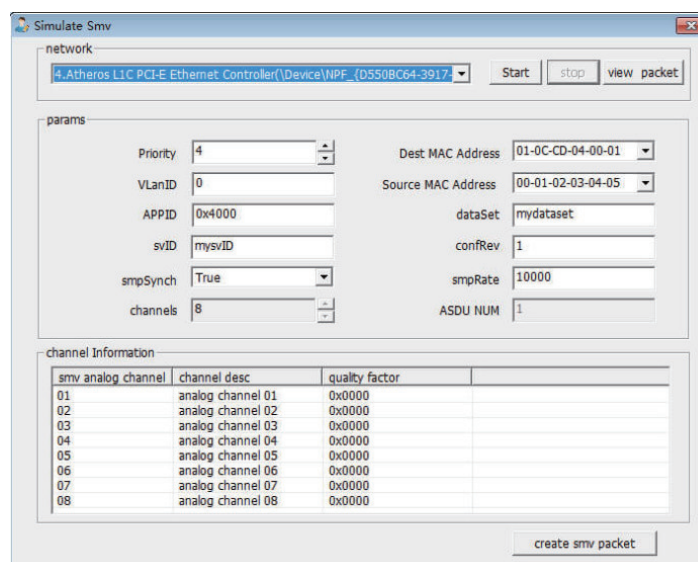 Simulate Smv
network
4.Atheros L1C PCI-E Ethernet Controller(\Device\NPF_{D550BC64-3917- Start stop view packet
params
Priority 4 Dest MAC Address 01-0C-CD-04-00-01
VLanID 0 Source MAC Address 00-01-02-03-04-05
APPID 0x4000 dataSet mydataset
svID mysvID confRev 1
smpSynch True smpRate 10000
channels 8 ASDU NUM 1
channel Information
smv analog channel channel desc quality factor
01 analog channel 01 0x0000
02 analog channel 02 0x0000
03 analog channel 03 0x0000
04 analog channel 04 0x0000
05 analog channel 05 0x0000
06 analog channel 06 0x0000
07 analog channel 07 0x0000
08 analog channel 08 0x0000
create smv packet